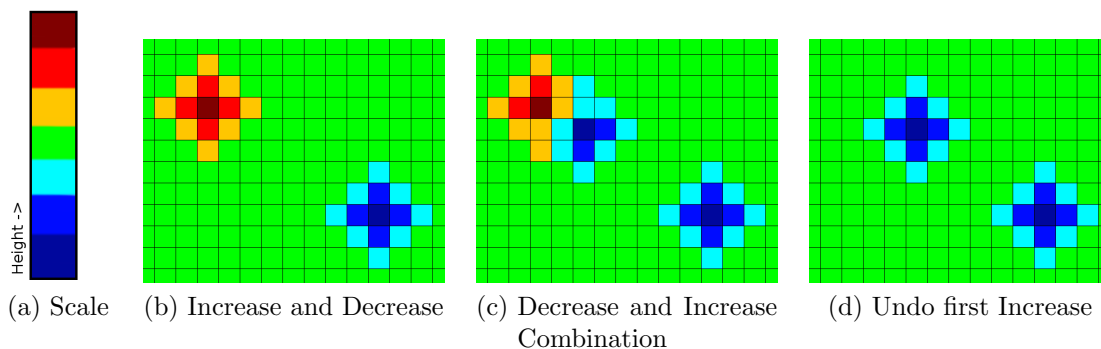 Height ->
(a) Scale
(b) Increase and Decrease
(c) Decrease and Increase
Combination
(d) Undo first Increase